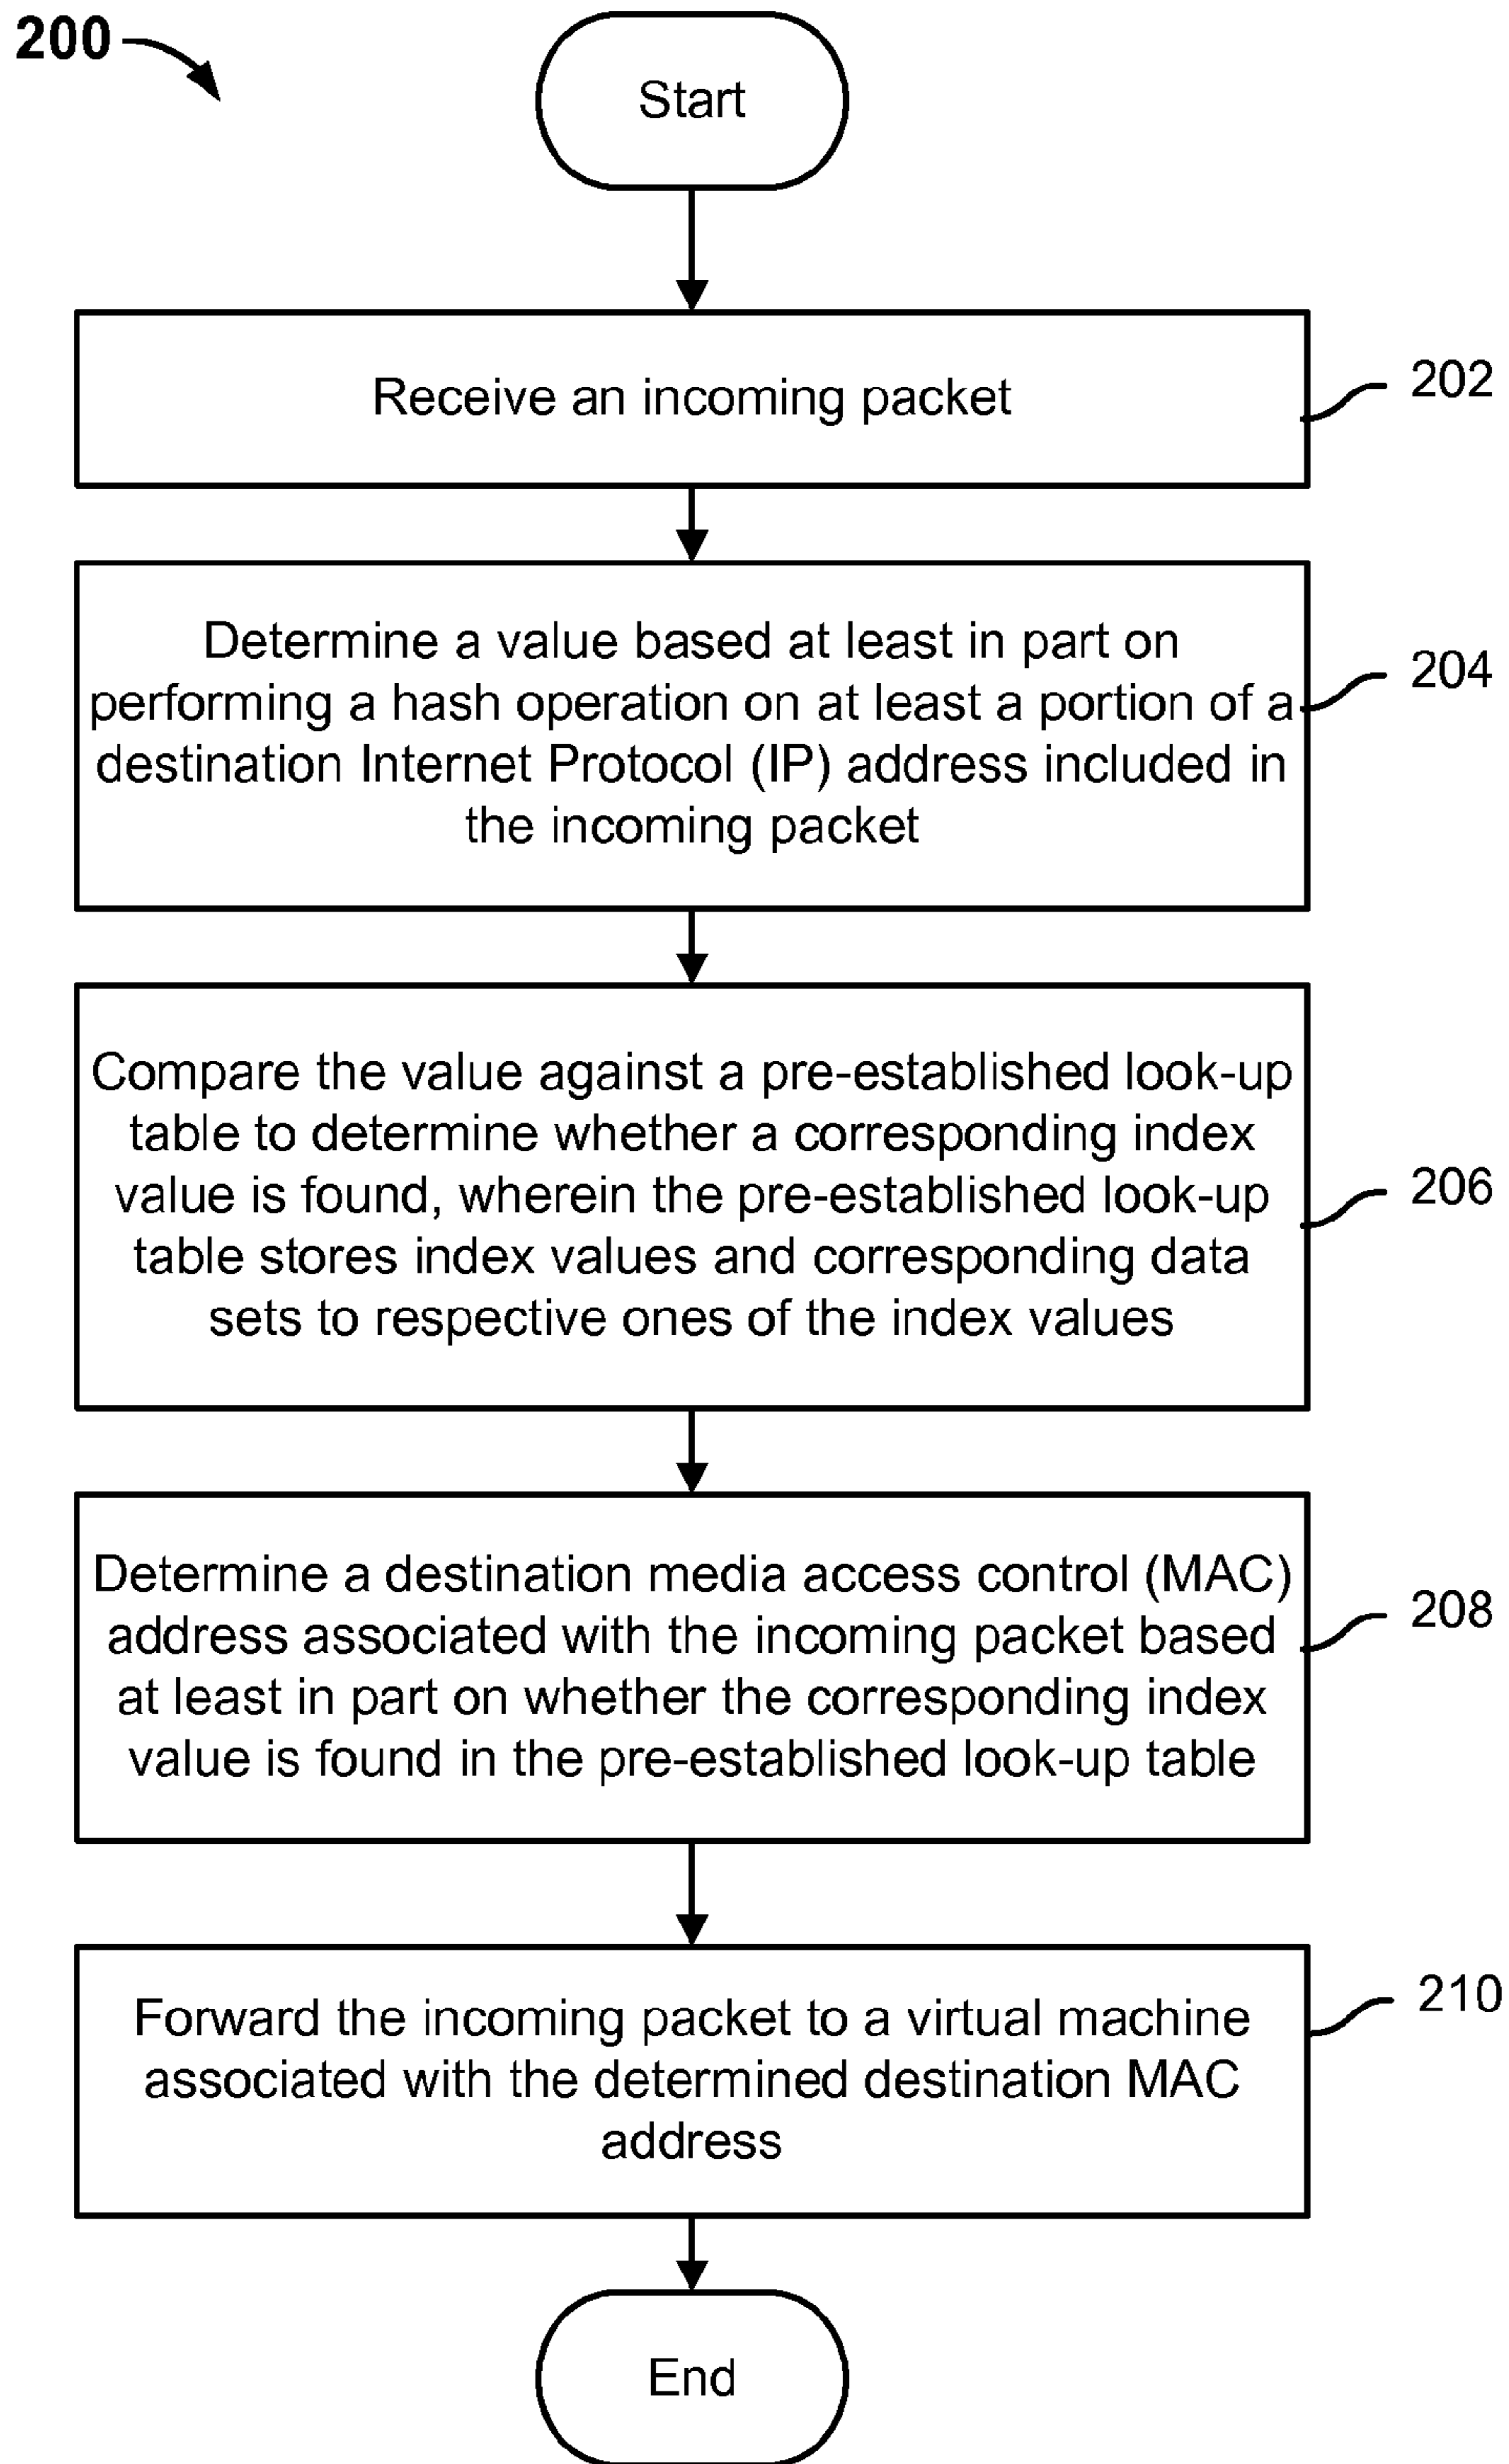 200
Start
Receive an incoming packet
202
Determine a value based at least in part on
performing a hash operation on at least a portion of a
destination Internet Protocol (IP) address included in
the incoming packet
204
Compare the value against a pre-established look-up
table to determine whether a corresponding index
value is found, wherein the pre-established look-up
table stores index values and corresponding data
sets to respective ones of the index values
206
Determine a destination media access control (MAC)
address associated with the incoming packet based
at least in part on whether the corresponding index
value is found in the pre-established look-up table
208
Forward the incoming packet to a virtual machine
associated with the determined destination MAC
address
210
End